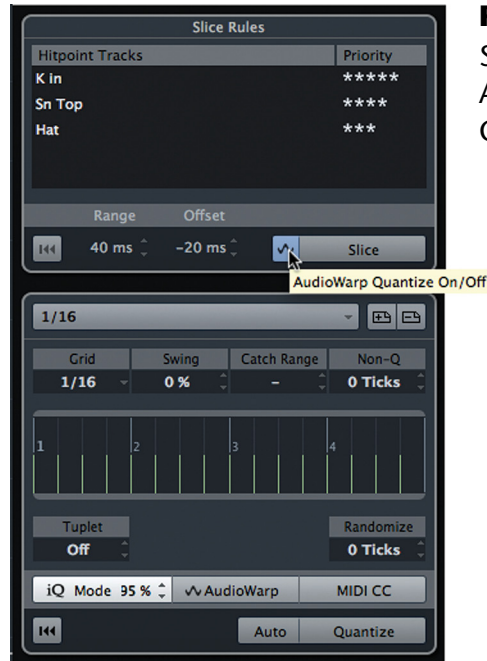 Slice Rules
Hitpoint Tracks Priority
K in *****
Sn Top ****
Hat ***
Range Offset
40 ms -20 ms Slice
AudioWarp Quantize On/Off
1/16
Grid Swing Catch Range Non-Q
1/16 0 % - 0 Ticks
1 2 3 4
Tuplet Randomize
Off 0 Ticks
iQ Mode 95 % AudioWarp MIDI CC
Auto Quantize